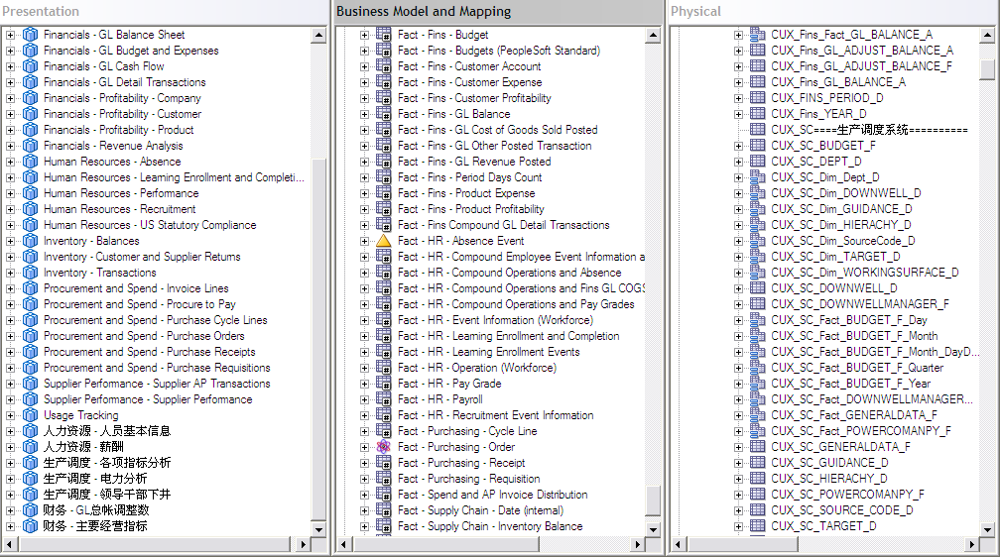 Presentation
Financials - GL Balance Sheet
Financials - GL Budget and Expenses
Financials - GL Cash Flow
Financials - GL Detail Transactions
Financials - Profitability - Company
Financials - Profitability - Customer
Financials - Profitability - Product
Financials - Revenue Analysis
Human Resources - Absence
Human Resources - Learning Enrollment and Completi...
Human Resources - Performance
Human Resources - Recruitment
Human Resources - US Statutory Compliance
Inventory - Balances
Inventory - Customer and Supplier Returns
Inventory - Transactions
Procurement and Spend - Invoice Lines
Procurement and Spend - Procure to Pay
Procurement and Spend - Purchase Cycle Lines
Procurement and Spend - Purchase Orders
Procurement and Spend - Purchase Receipts
Procurement and Spend - Purchase Requisitions
Supplier Performance - Supplier AP Transactions
Supplier Performance - Supplier Performance
Usage Tracking
人力资源 - 人员基本信息
人力资源 - 薪酬
生产调度 - 各项指标分析
生产调度 - 电力分析
生产调度 - 领导干部下井
财务 - GL总帐调整数
财务 - 主要经营指标
Business Model and Mapping
Fact - Fins - Budget
Fact - Fins - Budgets (PeopleSoft Standard)
Fact - Fins - Customer Account
Fact - Fins - Customer Expense
Fact - Fins - Customer Profitability
Fact - Fins - GL Balance
Fact - Fins - GL Cost of Goods Sold Posted
Fact - Fins - GL Other Posted Transaction
Fact - Fins - GL Revenue Posted
Fact - Fins - Period Days Count
Fact - Fins - Product Expense
Fact - Fins - Product Profitability
Fact - Fins Compound GL Detail Transactions
Fact - HR - Absence Event
Fact - HR - Compound Employee Event Information a
Fact - HR - Compound Operations and Absence
Fact - HR - Compound Operations and Fins GL COGS
Fact - HR - Compound Operations and Pay Grades
Fact - HR - Event Information (Workforce)
Fact - HR - Learning Enrollment and Completion
Fact - HR - Learning Enrollment Events
Fact - HR - Operation (Workforce)
Fact - HR - Pay Grade
Fact - HR - Payroll
Fact - HR - Recruitment Event Information
Fact - Purchasing - Cycle Line
Fact - Purchasing - Order
Fact - Purchasing - Receipt
Fact - Purchasing - Requisition
Fact - Spend and AP Invoice Distribution
Fact - Supply Chain - Date (internal)
Fact - Supply Chain - Inventory Balance
Physical
CUX_Fins_Fact_GL_BALANCE_A
CUX_Fins_GL_ADJUST_BALANCE_A
CUX_Fins_GL_ADJUST_BALANCE_F
CUX_Fins_GL_BALANCE_A
CUX_FINS_PERIOD_D
CUX_Fins_YEAR_D
CUX_SC====生产调度系统==========
CUX_SC_BUDGET_F
CUX_SC_DEPT_D
CUX_SC_Dim_Dept_D
CUX_SC_Dim_DOWNWELL_D
CUX_SC_Dim_GUIDANCE_D
CUX_SC_Dim_HIERACHY_D
CUX_SC_Dim_SourceCode_D
CUX_SC_Dim_TARGET_D
CUX_SC_Dim_WORKINGSURFACE_D
CUX_SC_DOWNWELL_D
CUX_SC_DOWNWELLMANAGER_F
CUX_SC_Fact_BUDGET_F_Day
CUX_SC_Fact_BUDGET_F_Month
CUX_SC_Fact_BUDGET_F_Month_DayD...
CUX_SC_Fact_BUDGET_F_Quarter
CUX_SC_Fact_BUDGET_F_Year
CUX_SC_Fact_DOWNWELLMANAGER...
CUX_SC_Fact_GENERALDATA_F
CUX_SC_Fact_POWERCOMANPY_F
CUX_SC_GENERALDATA_F
CUX_SC_GUIDANCE_D
CUX_SC_HIERACHY_D
CUX_SC_POWERCOMANPY_F
CUX_SC_SOURCE_CODE_D
CUX_SC_TARGET_D